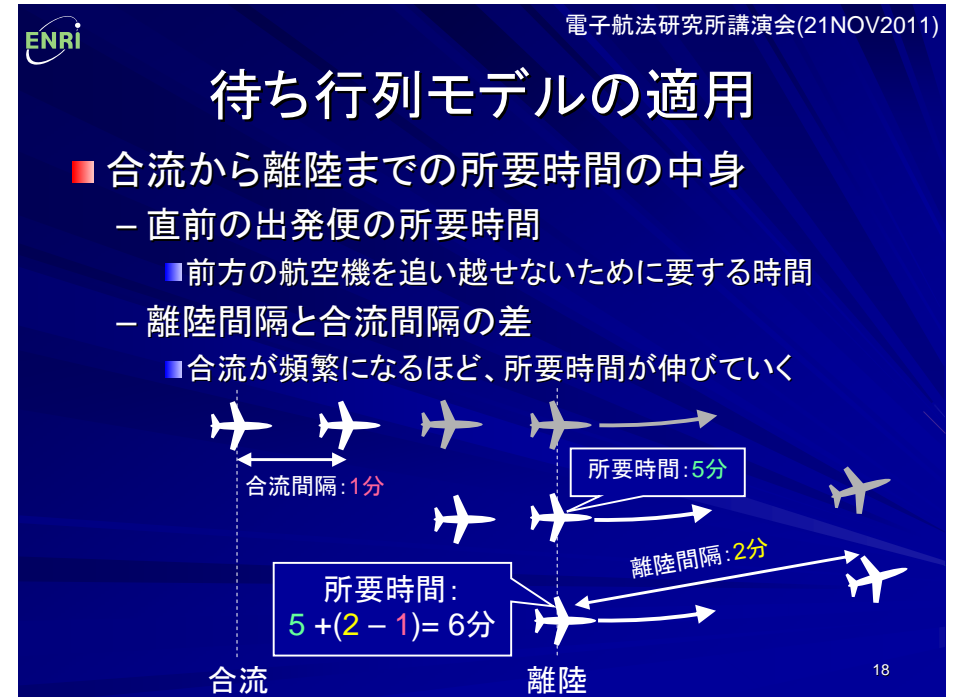 ENRI
電子航法研究所講演会(21NOV2011)
待ち行列モデルの適用
合流から離陸までの所要時間の中身
– 直前の出発便の所要時間
前方の航空機を追い越せないために要する時間
– 離陸間隔と合流間隔の差
合流が頻繁になるほど、所要時間が伸びていく
合流間隔：1分
所要時間：5分
離陸間隔：2分
所要時間：
5 +(2 – 1)= 6分
合流
離陸
18